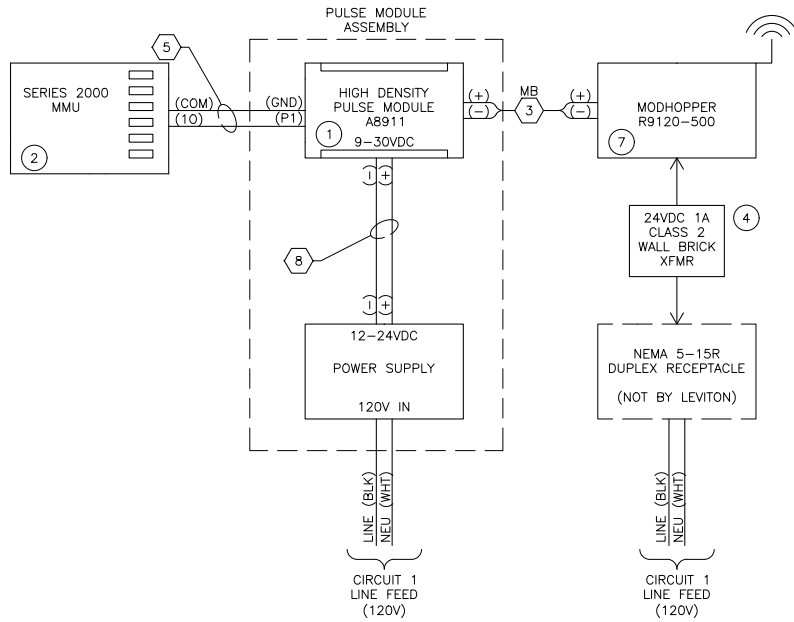 PULSE MODULE
ASSEMBLY
5
SERIES 2000
MMU
2
(COM)
(10)
(GND)
(P1)
HIGH DENSITY
PULSE MODULE
A8911
1
9-30VDC
(+)
(-)
MB
3
(+)
(-)
MODHOPPER
R9120-500
7
(-)
(+)
8
(-)
(+)
24VDC 1A
CLASS 2
WALL BRICK
XFMR
4
12-24VDC
POWER SUPPLY
120V IN
NEMA 5-15R
DUPLEX RECEPTACLE
(NOT BY LEVITON)
LINE (BLK)
NEU (WHT)
LINE (BLK)
NEU (WHT)
CIRCUIT 1
LINE FEED
(120V)
CIRCUIT 1
LINE FEED
(120V)